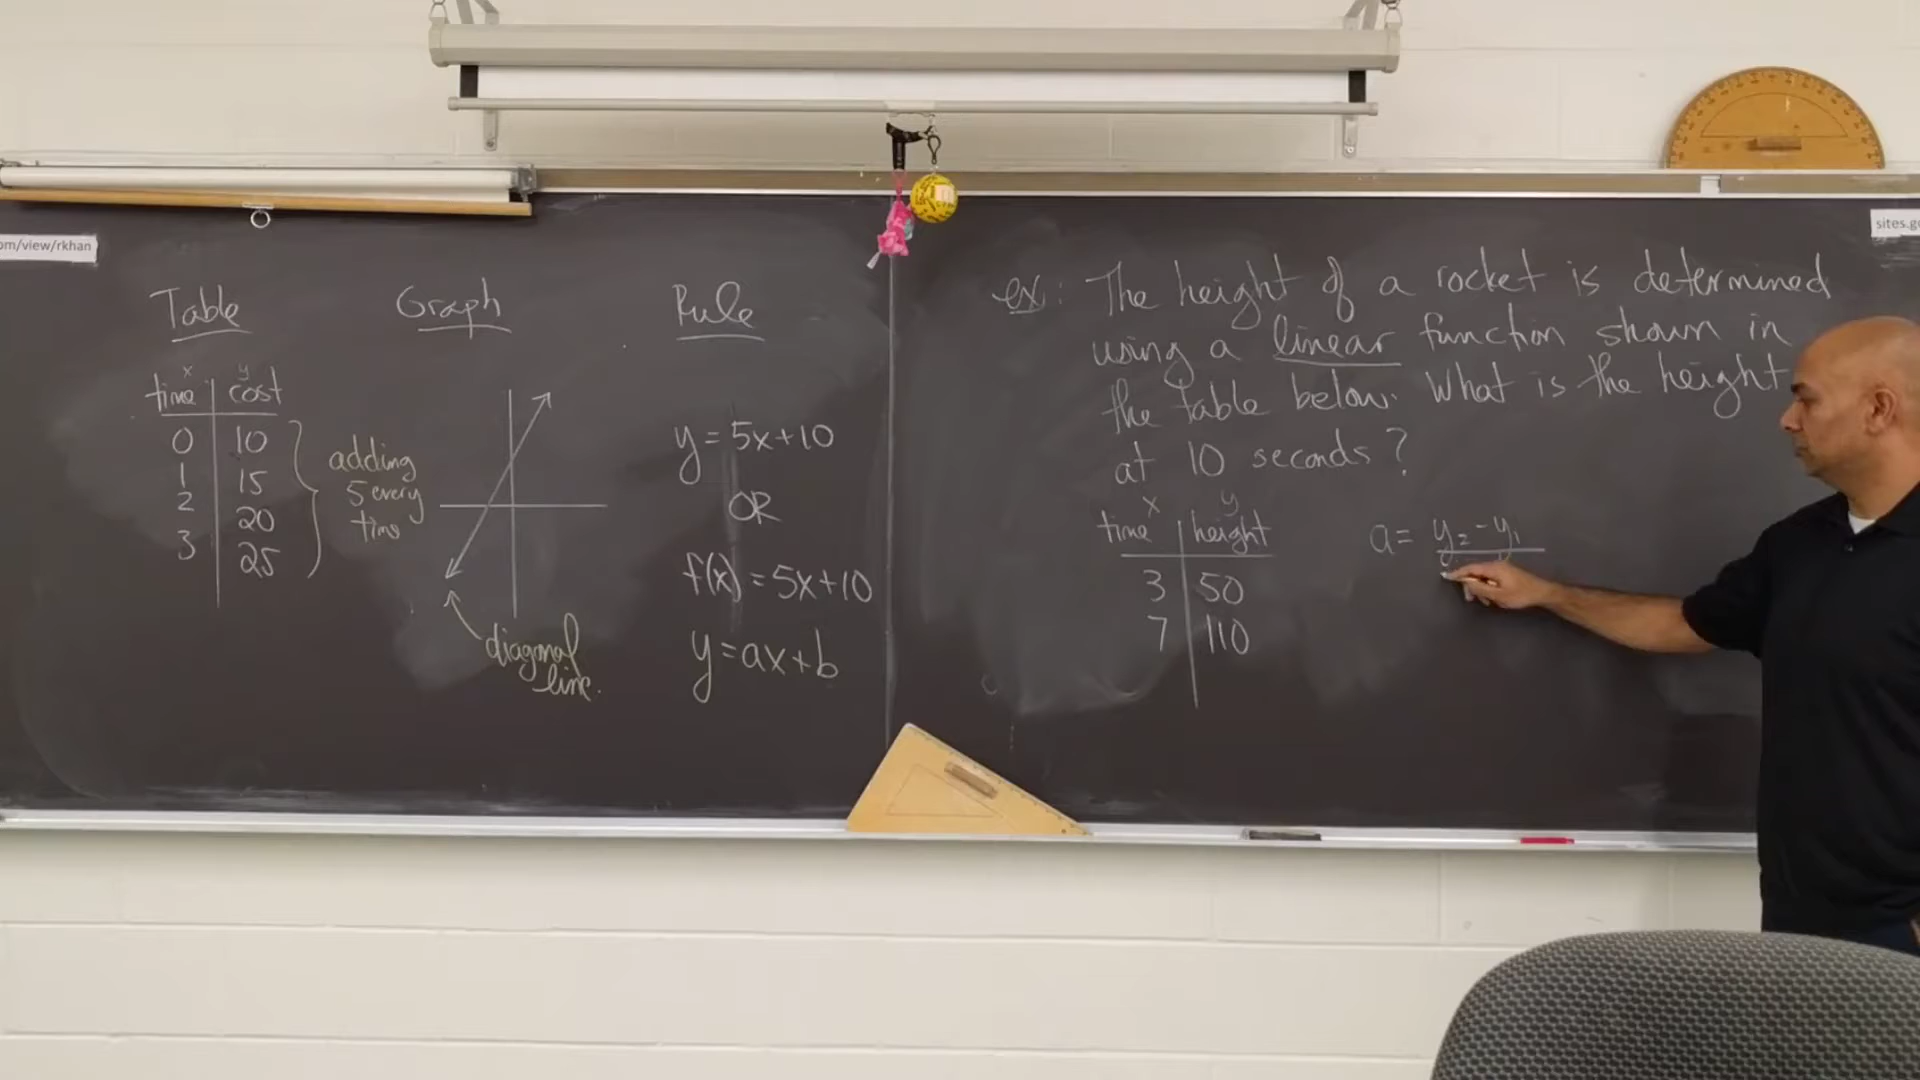 om/view/rkhan
sites.g
Table
x y
time cost
0 10
1 15
2 20
3 25
adding
5 every
time
Graph
diagonal
line.
Rule
y=5x+10
OR
f(x)=5x+10
y=ax+b
ex: The height of a rocket is determined
using a linear function shown in
the table below. What is the height
at 10 seconds?
x y
time height
3 50
7 110
a= y₂-y₁